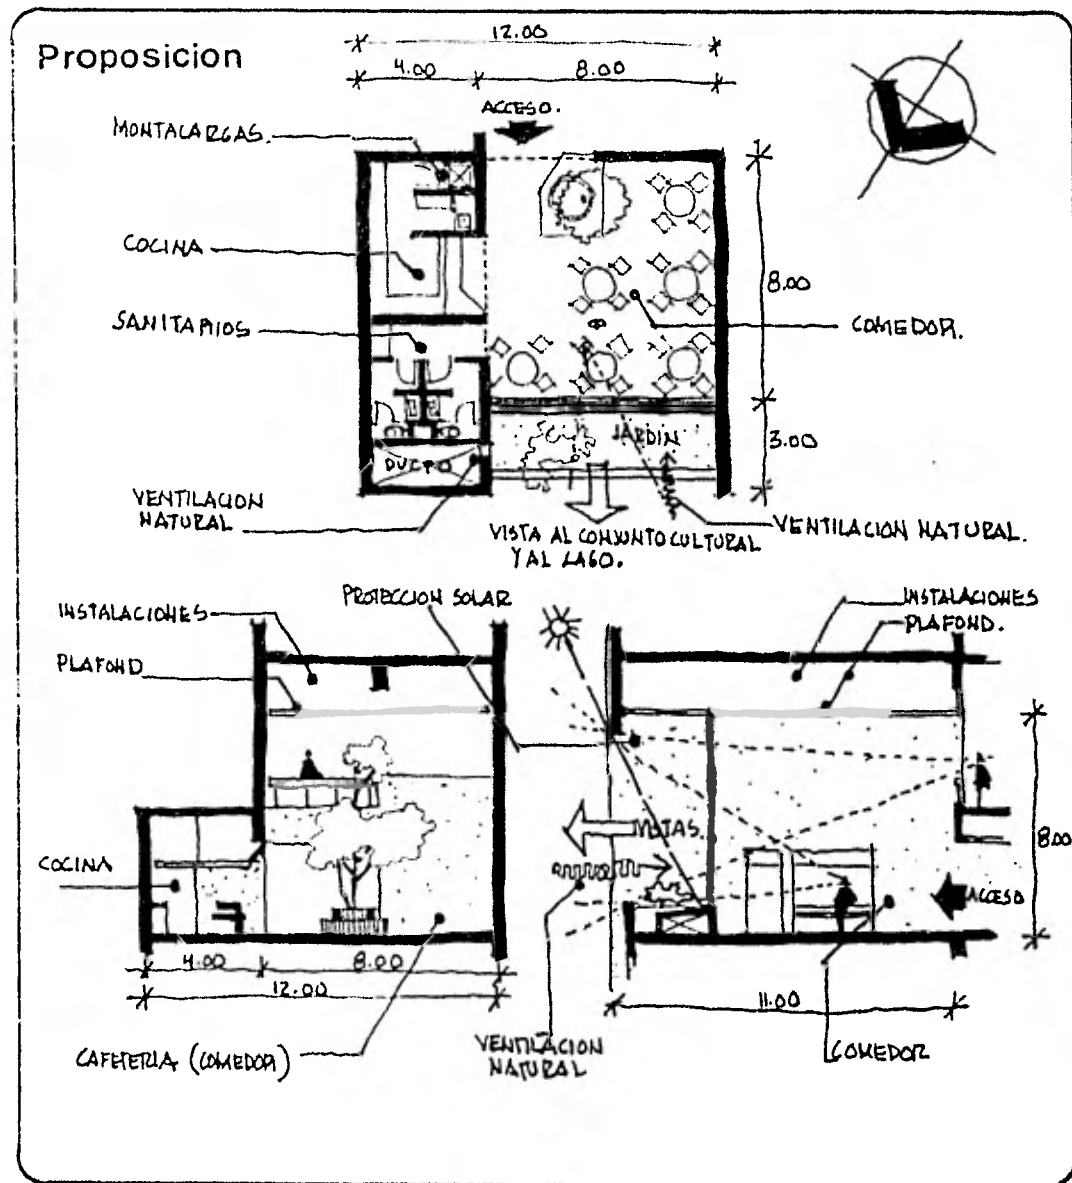 Proposicion
12.00
4.00
8.00
ACCESO.
MONTACARGAS.
COCINA
SANITARIOS
8.00
COMEDOR.
JARDIN
3.00
DUCTO
VENTILACION
NATURAL
VISTA AL CONJUNTO CULTURAL
Y AL LAGO.
VENTILACION NATURAL.
INSTALACIONES
PROTECCION SOLAR
INSTALACIONES
PLAFOND.
PLAFOND
VISTAS.
8.00
COCINA
ACCESO
4.00
8.00
12.00
11.00
CAFETERIA (COMEDOR)
VENTILACION
NATURAL
COMEDOR